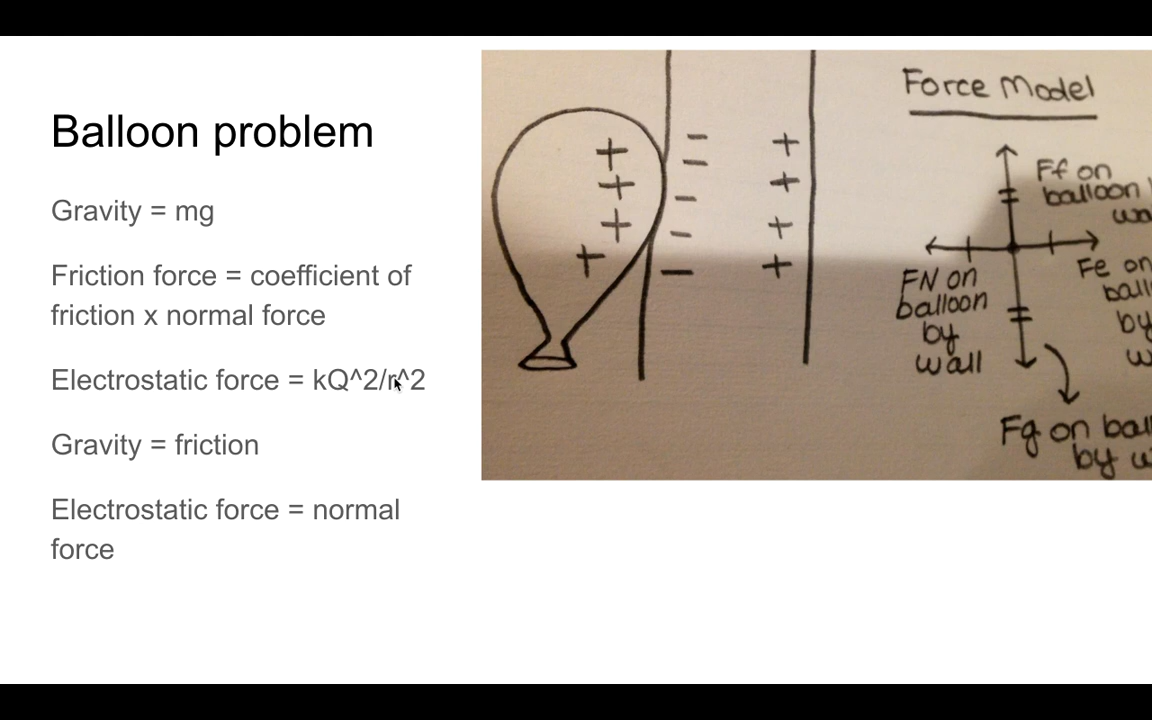 Balloon problem
Gravity = mg
Friction force = coefficient of
friction x normal force
Electrostatic force = kQ^2/r^2
Gravity = friction
Electrostatic force = normal
force
Force Model
+ - +
+ - +
+ - +
+ - +
-
Ff on
balloon
FN on
balloon
by
wall
Fe on
by
Fg on
by